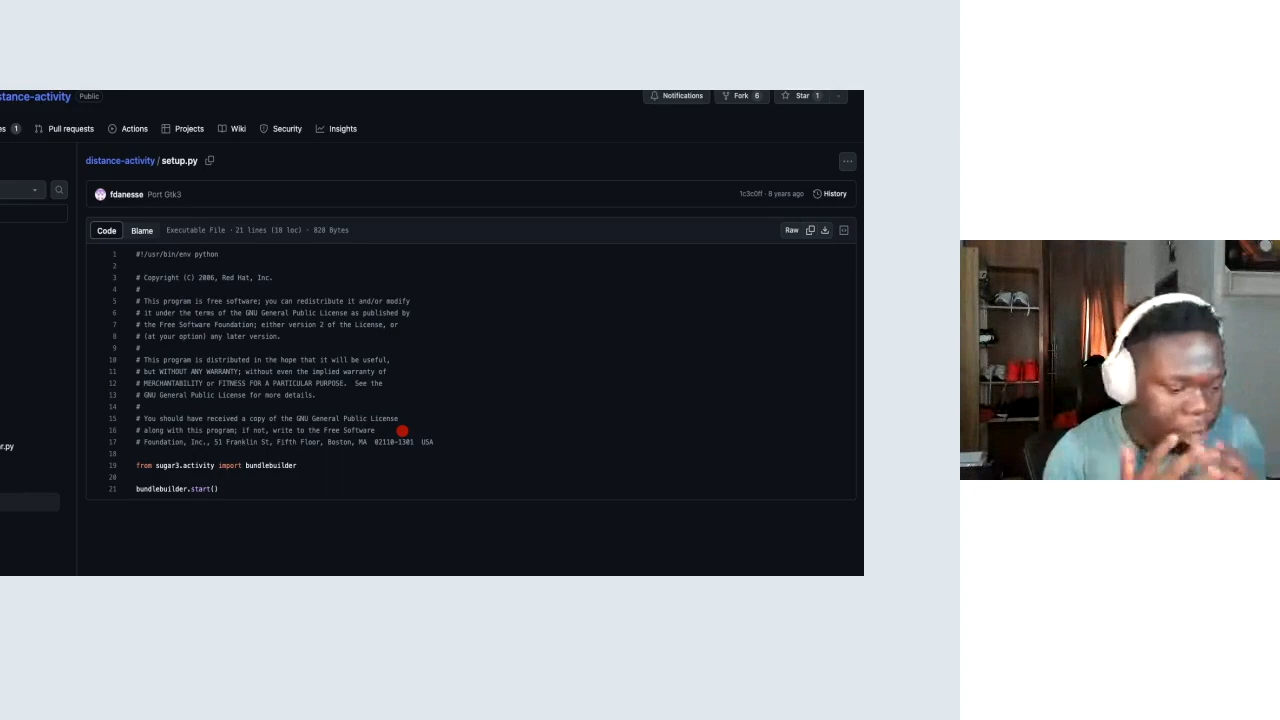 stance-activity Public
Notifications Fork 6 Star 1
es 1 Pull requests Actions Projects Wiki Security Insights
distance-activity / setup.py
fdanesse Port Gtk3 1c3c0ff · 8 years ago History
Code Blame Executable File · 21 lines (18 loc) · 828 Bytes Raw
1 #!/usr/bin/env python
2
3 # Copyright (C) 2006, Red Hat, Inc.
4 #
5 # This program is free software; you can redistribute it and/or modify
6 # it under the terms of the GNU General Public License as published by
7 # the Free Software Foundation; either version 2 of the License, or
8 # (at your option) any later version.
9 #
10 # This program is distributed in the hope that it will be useful,
11 # but WITHOUT ANY WARRANTY; without even the implied warranty of
12 # MERCHANTABILITY or FITNESS FOR A PARTICULAR PURPOSE.  See the
13 # GNU General Public License for more details.
14 #
15 # You should have received a copy of the GNU General Public License
16 # along with this program; if not, write to the Free Software
17 # Foundation, Inc., 51 Franklin St, Fifth Floor, Boston, MA  02110-1301  USA
18
19 from sugar3.activity import bundlebuilder
20
21 bundlebuilder.start()
r.py